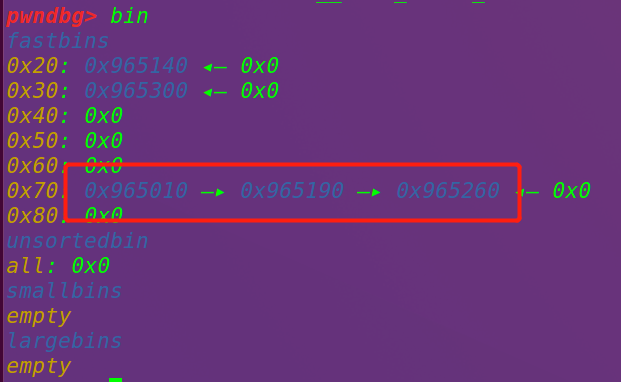 pwndbg> bin
fastbins
0x20: 0x965140 ◂— 0x0
0x30: 0x965300 ◂— 0x0
0x40: 0x0
0x50: 0x0
0x60: 0x0
0x70: 0x965010 —▸ 0x965190 —▸ 0x965260 ◂— 0x0
0x80: 0x0
unsortedbin
all: 0x0
smallbins
empty
largebins
empty